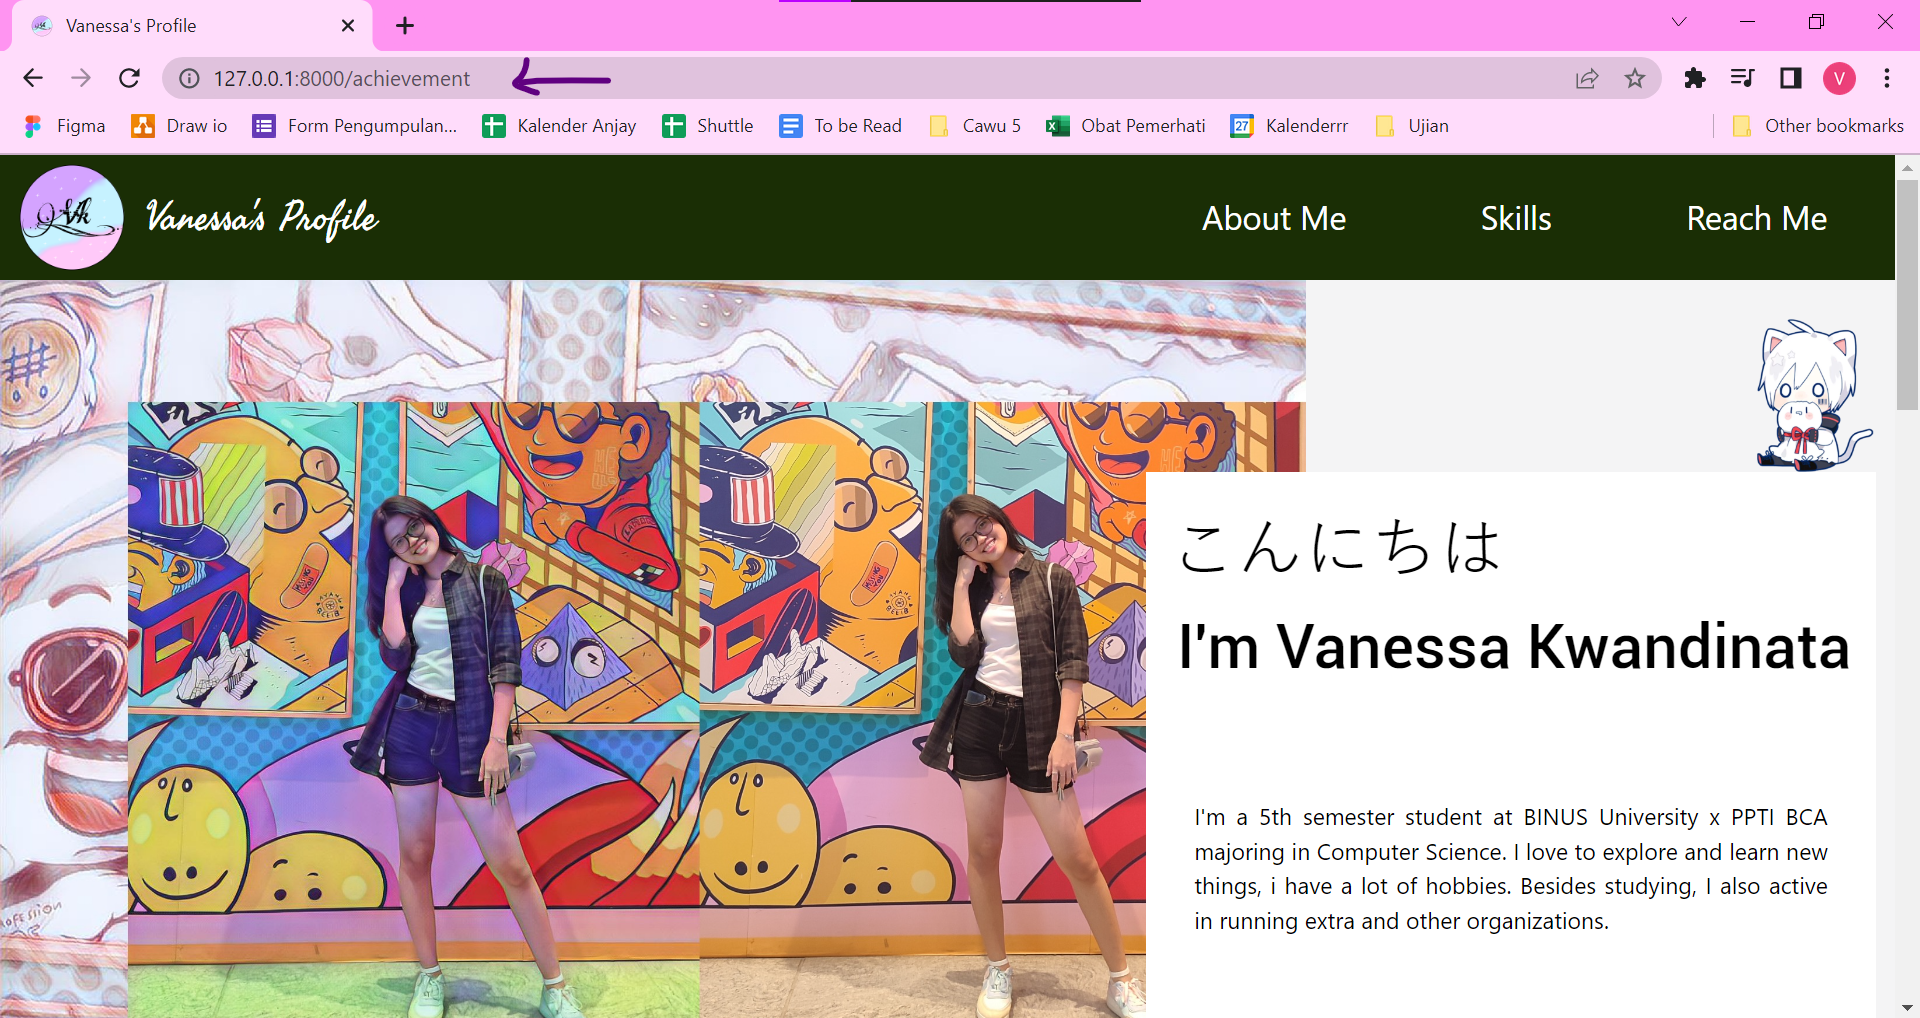 Vanessa's Profile
127.0.0.1:8000/achievement
Figma Draw io Form Pengumpulan... Kalender Anjay Shuttle To be Read Cawu 5 Obat Pemerhati 27 Kalenderrr Ujian Other bookmarks
V
Vanessa's Profile
About Me Skills Reach Me
こんにちは
I'm Vanessa Kwandinata
I'm a 5th semester student at BINUS University x PPTI BCA
majoring in Computer Science. I love to explore and learn new
things, i have a lot of hobbies. Besides studying, I also active
in running extra and other organizations.